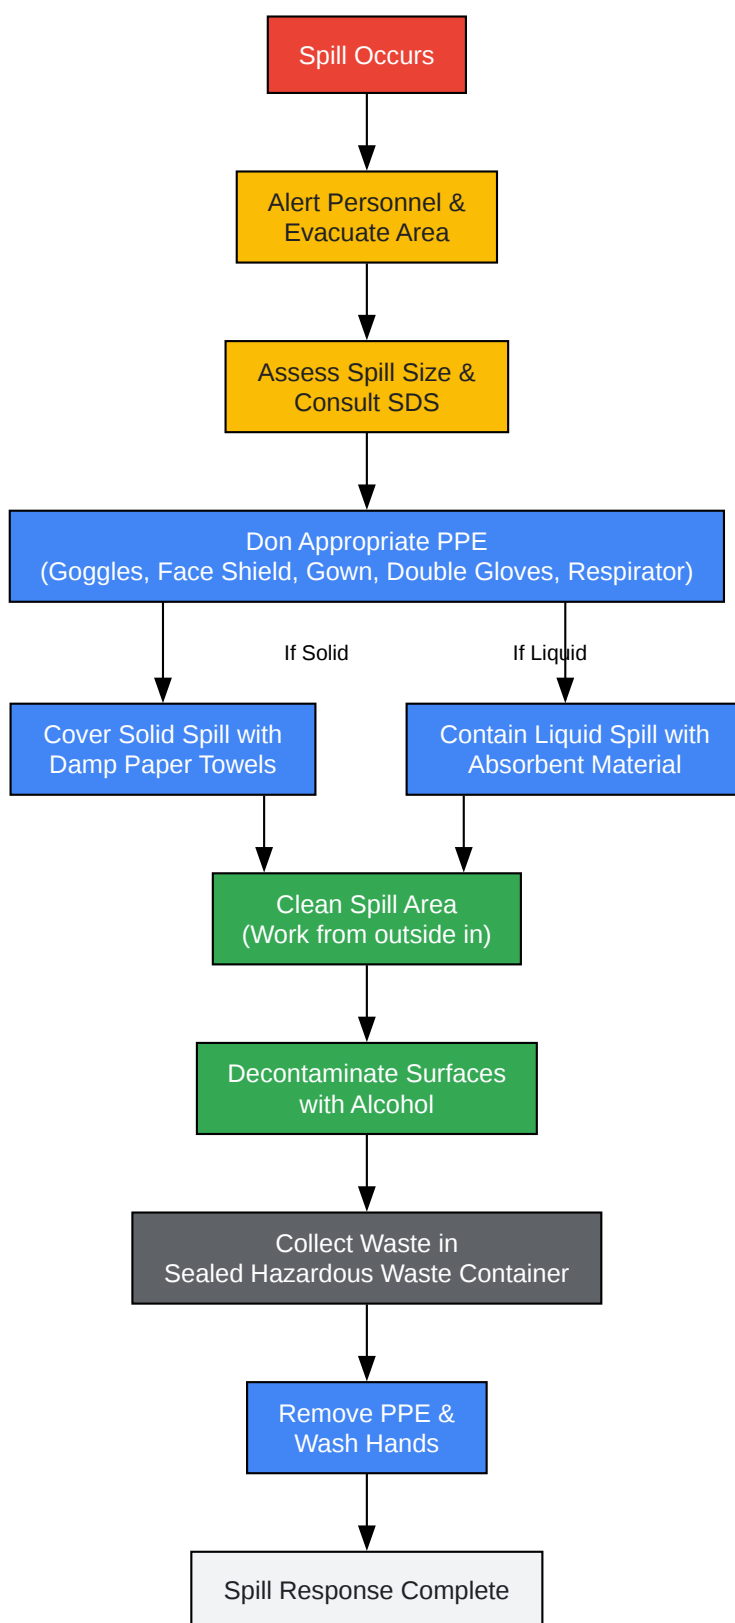 Spill Occurs
Alert Personnel &
Evacuate Area
Assess Spill Size &
Consult SDS
Don Appropriate PPE
(Goggles, Face Shield, Gown, Double Gloves, Respirator)
If Solid
If Liquid
Cover Solid Spill with
Damp Paper Towels
Contain Liquid Spill with
Absorbent Material
Clean Spill Area
(Work from outside in)
Decontaminate Surfaces
with Alcohol
Collect Waste in
Sealed Hazardous Waste Container
Remove PPE &
Wash Hands
Spill Response Complete